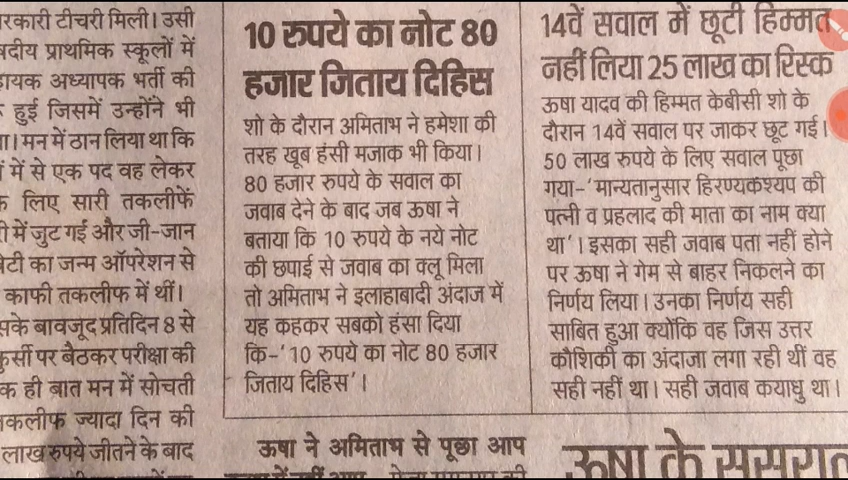 रकारी टीचरी मिली। उसी
प्राथमिक स्कूलों में
अध्यापक भर्ती की
हुई जिसमें उन्होंने भी
मन में ठान लिया था कि
में से एक पद वह लेकर
लिए सारी तकलीफें
में जुट गईं और जी-जान
बेटी का जन्म ऑपरेशन से
काफी तकलीफ में थीं।
सके बावजूद प्रतिदिन 8 से
कुर्सी पर बैठकर परीक्षा की
क ही बात मन में सोचती
तकलीफ ज्यादा दिन की
लाख रुपये जीतने के बाद
10 रुपये का नोट 80
हजार जिताय दिहिस
शो के दौरान अमिताभ ने हमेशा की
तरह खूब हंसी मजाक भी किया।
80 हजार रुपये के सवाल का
जवाब देने के बाद जब ऊषा ने
बताया कि 10 रुपये के नये नोट
की छपाई से जवाब का क्लू मिला
तो अमिताभ ने इलाहाबादी अंदाज में
यह कहकर सबको हंसा दिया
कि-'10 रुपये का नोट 80 हजार
जिताय दिहिस'।
14वें सवाल में छूटी हिम्मत
नहीं लिया 25 लाख का रिस्क
ऊषा यादव की हिम्मत केबीसी शो के
दौरान 14वें सवाल पर जाकर छूट गई।
50 लाख रुपये के लिए सवाल पूछा
गया-'मान्यतानुसार हिरण्यकश्यप की
पत्नी व प्रहलाद की माता का नाम क्या
था'। इसका सही जवाब पता नहीं होने
पर ऊषा ने गेम से बाहर निकलने का
निर्णय लिया। उनका निर्णय सही
साबित हुआ क्योंकि वह जिस उत्तर
कौशिकी का अंदाजा लगा रही थीं वह
सही नहीं था। सही जवाब कयाधु था।
ऊषा ने अमिताभ से पूछा आप
ऊषा के ससुराल